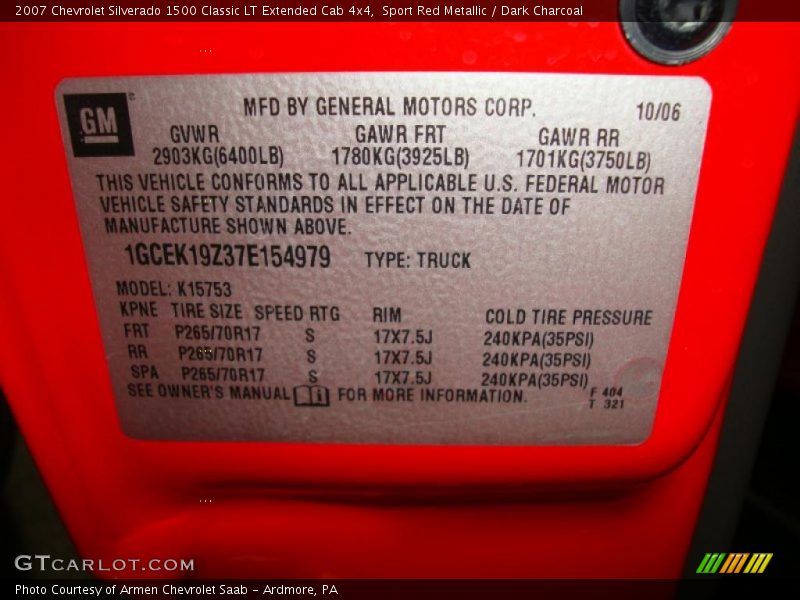 2007 Chevrolet Silverado 1500 Classic LT Extended Cab 4x4,  Sport Red Metallic / Dark Charcoal
GM
MFD BY GENERAL MOTORS CORP. 10/06
GVWR GAWR FRT GAWR RR
2903KG(6400LB) 1780KG(3925LB) 1701KG(3750LB)
THIS VEHICLE CONFORMS TO ALL APPLICABLE U.S. FEDERAL MOTOR
VEHICLE SAFETY STANDARDS IN EFFECT ON THE DATE OF
MANUFACTURE SHOWN ABOVE.
1GCEK19Z37E154979 TYPE: TRUCK
MODEL: K15753
KPNE TIRE SIZE SPEED RTG RIM COLD TIRE PRESSURE
FRT P265/70R17 S 17X7.5J 240KPA(35PSI)
RR P265/70R17 S 17X7.5J 240KPA(35PSI)
SPA P265/70R17 S 17X7.5J 240KPA(35PSI)
SEE OWNER'S MANUAL FOR MORE INFORMATION.
F 404
T 321
GTCARLOT.COM
Photo Courtesy of Armen Chevrolet Saab - Ardmore, PA